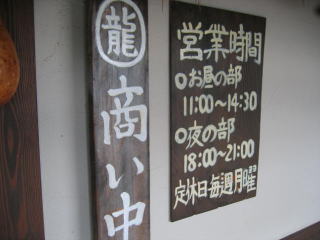 龍
商い中
営業時間
○お昼の部
11:00〜14:30
○夜の部
18:00〜21:00
定休日毎週月曜